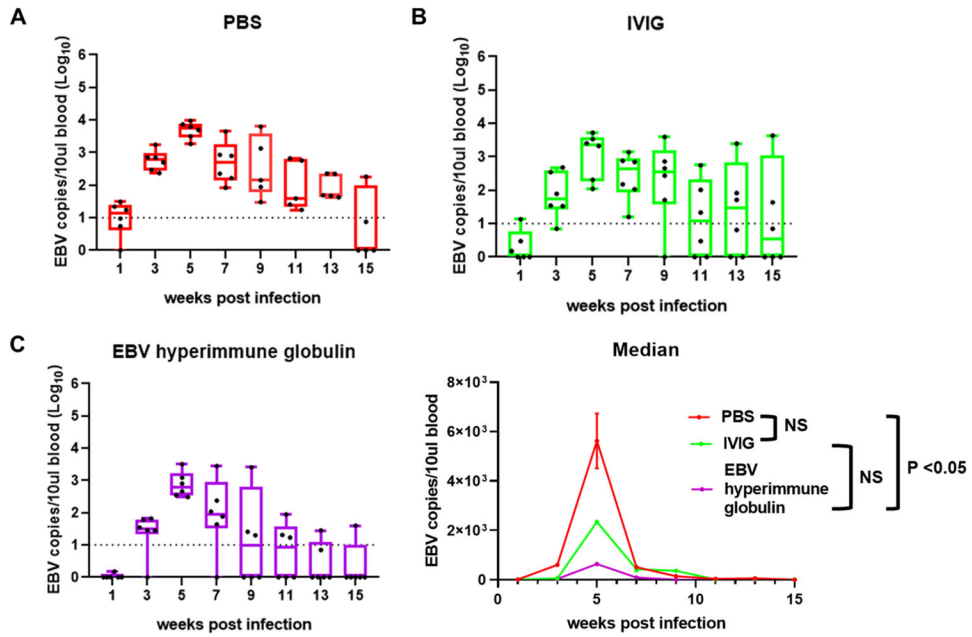 A
PBS
EBV copies/10ul blood (Log10)
6
5
4
3
2
1
0
1 3 5 7 9 11 13 15
weeks post infection
B
IVIG
EBV copies/10ul blood (Log10)
6
5
4
3
2
1
0
1 3 5 7 9 11 13 15
weeks post infection
C
EBV hyperimmune globulin
EBV copies/10ul blood (Log10)
6
5
4
3
2
1
0
1 3 5 7 9 11 13 15
weeks post infection
Median
EBV copies/10ul blood
8×10³
6×10³
4×10³
2×10³
0
0 5 10 15
weeks post infection
PBS
IVIG
EBV
hyperimmune
globulin
NS
NS
P <0.05